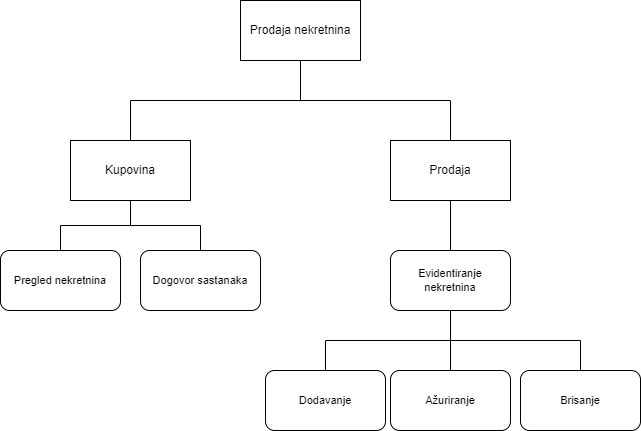 Prodaja nekretnina
Kupovina
Prodaja
Pregled nekretnina
Dogovor sastanaka
Evidentiranje
nekretnina
Dodavanje
Ažuriranje
Brisanje